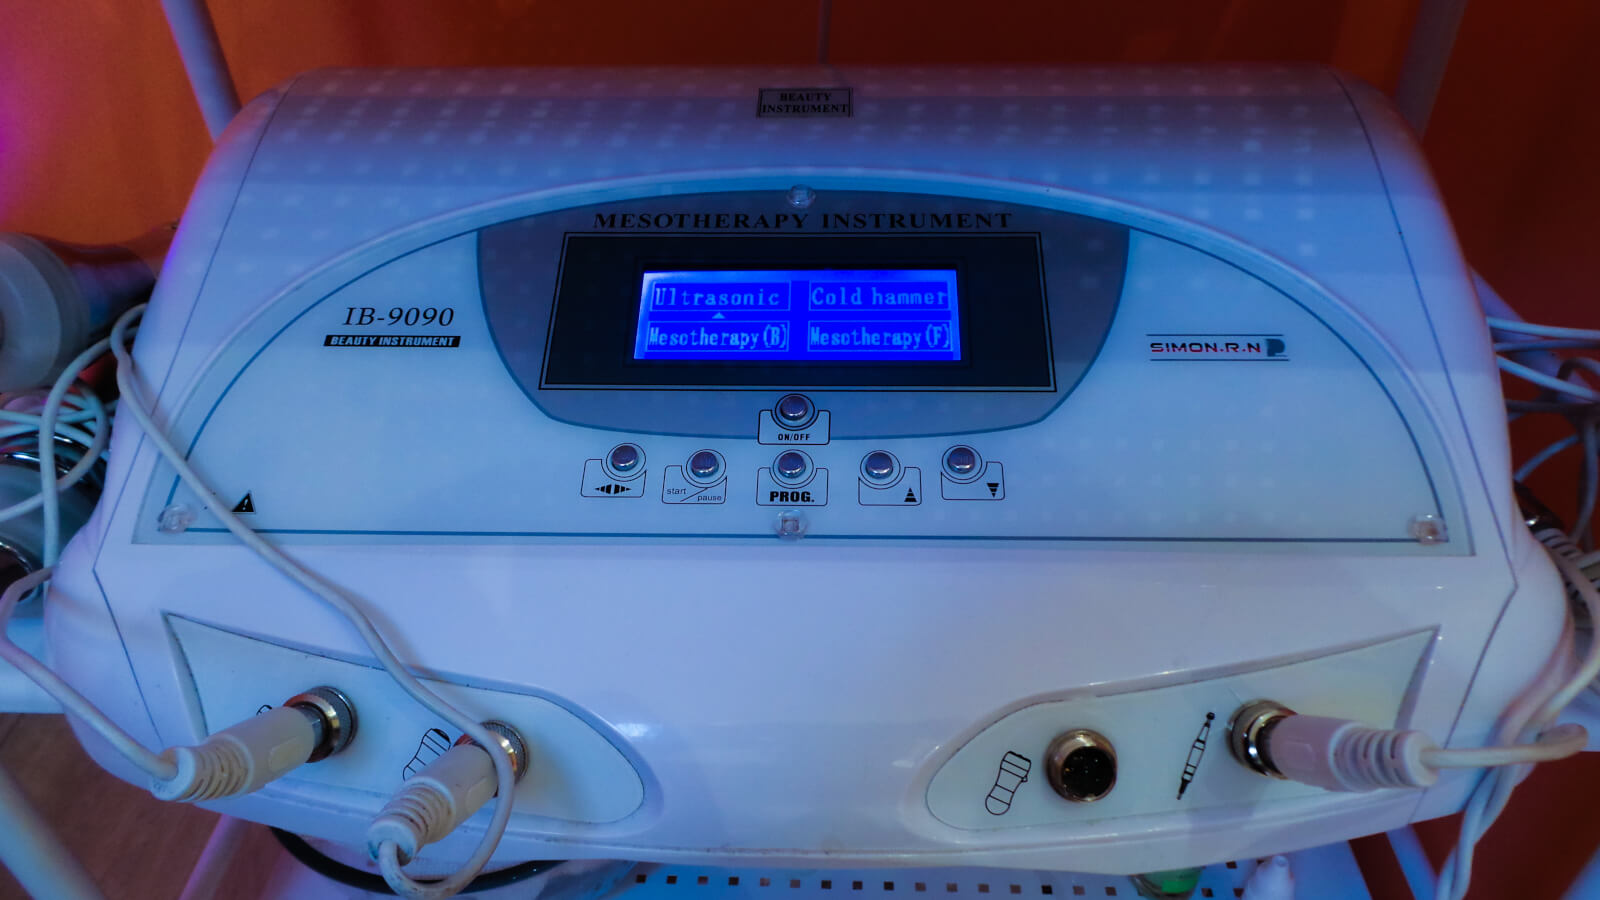 BEAUTY
INSTRUMENT
MESOTHERAPY INSTRUMENT
Ultrasonic
Cold hammer
Mesotherapy(B)
Mesotherapy(F)
IB-9090
BEAUTY INSTRUMENT
SIMON.R.N
ON/OFF
start
pause
PROG.